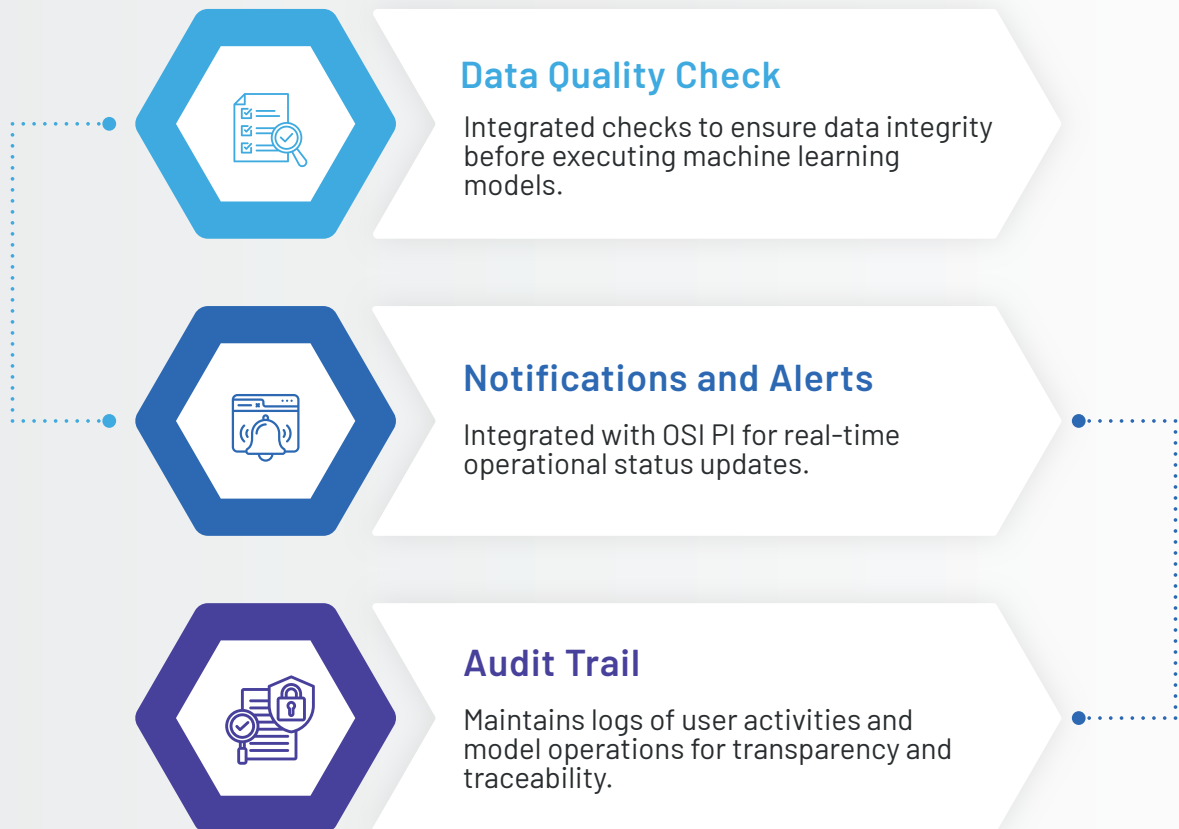 Data Quality Check
Integrated checks to ensure data integrity
before executing machine learning
models.
Notifications and Alerts
Integrated with OSI PI for real-time
operational status updates.
Audit Trail
Maintains logs of user activities and
model operations for transparency and
traceability.